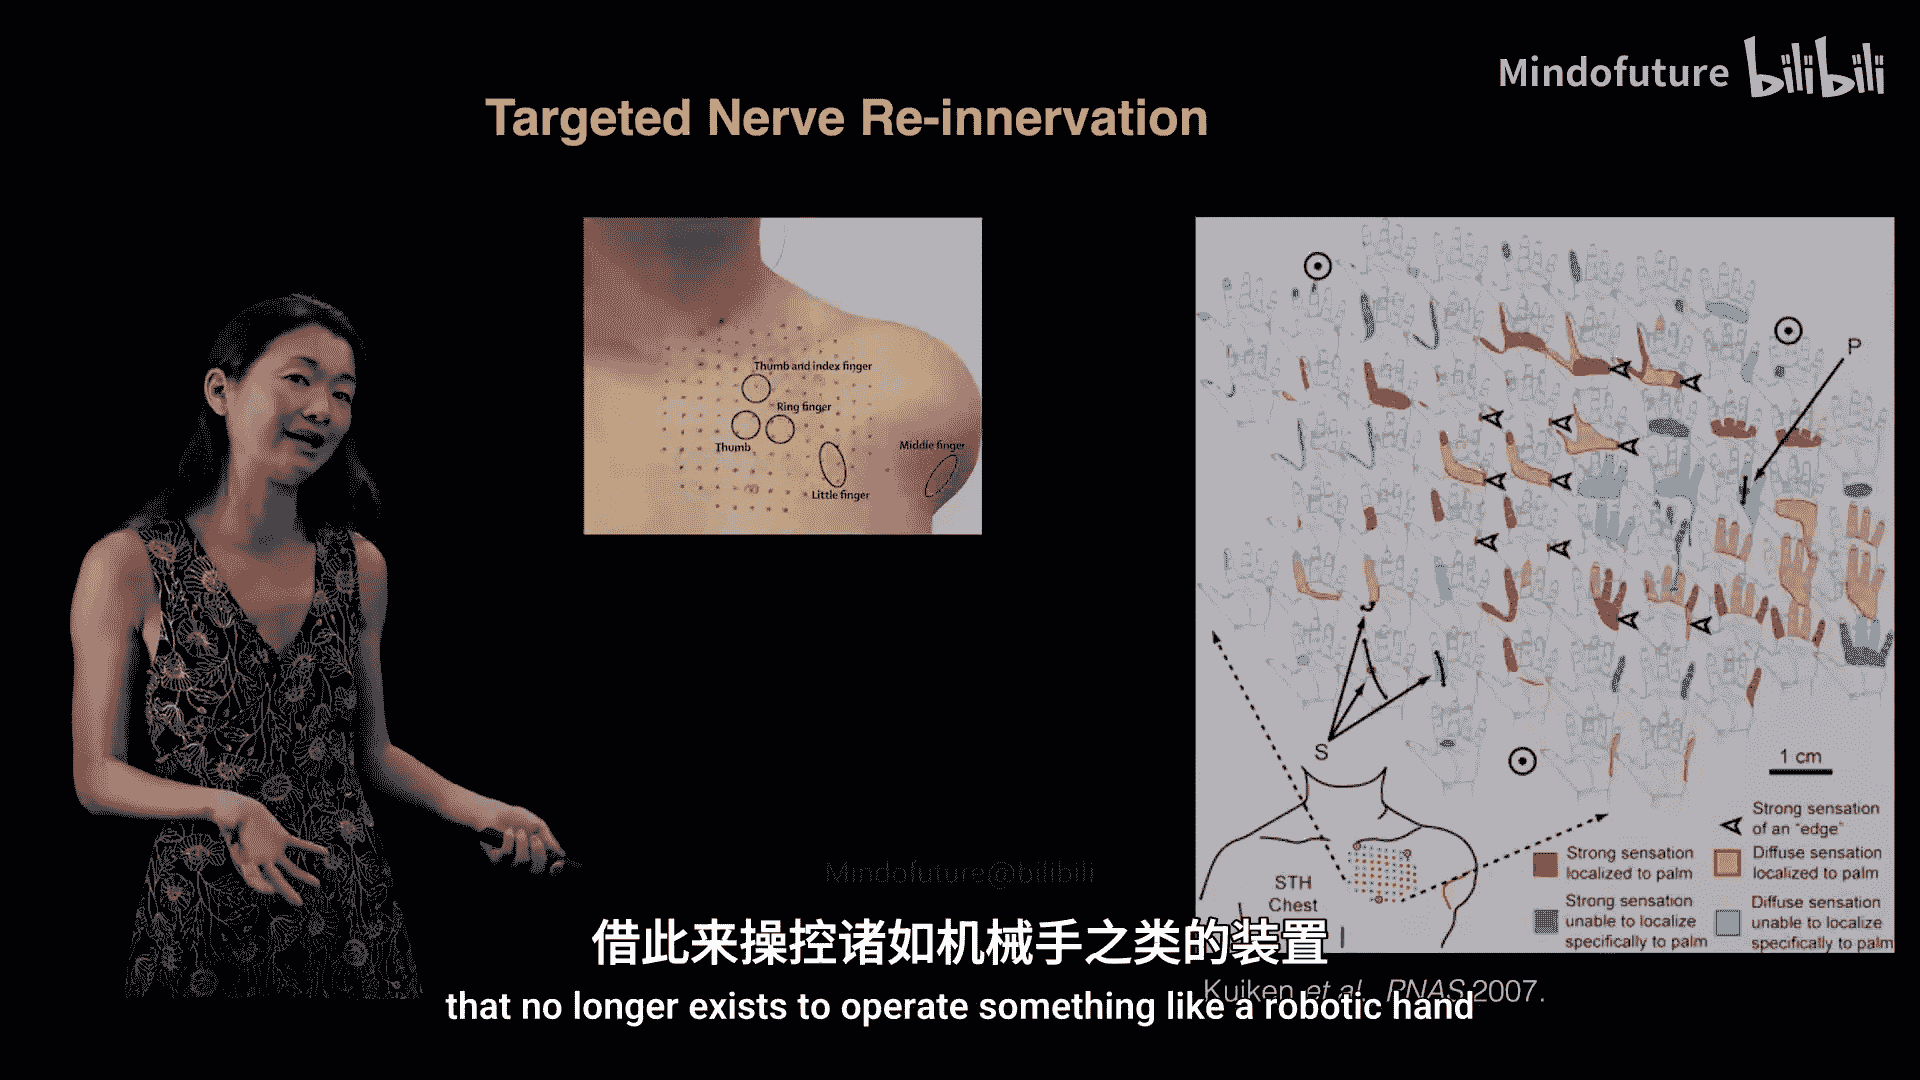 Mindofuture bilibili
Targeted Nerve Re-innervation
Thumb and index finger
Ring finger
Thumb
Middle finger
Little finger
P
S
1 cm
STH
Chest
Strong sensation
of an "edge"
Strong sensation
localized to palm
Diffuse sensation
localized to palm
Strong sensation
unable to localize
specifically to palm
Diffuse sensation
unable to localize
specifically to palm
Mindofuture@bilibili
Kuiken et al., PNAS 2007.
借此来操控诸如机械手之类的装置
that no longer exists to operate something like a robotic hand